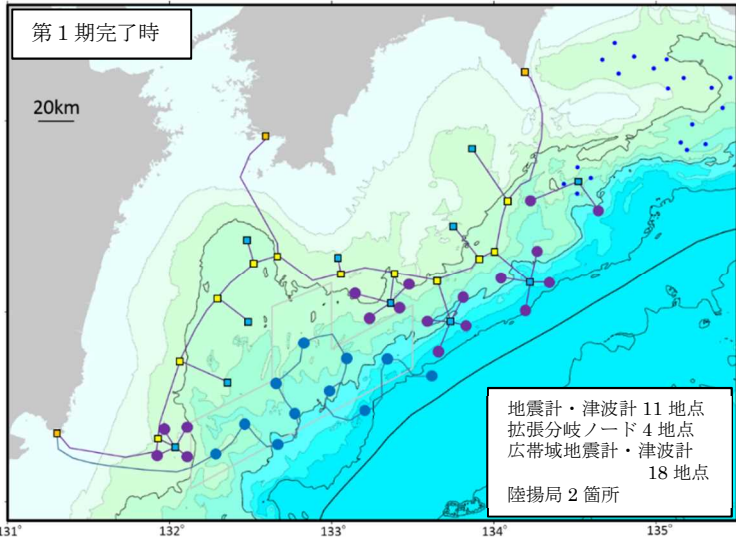 第1期完了時
20km
地震計・津波計 11 地点
拡張分岐ノード 4 地点
広帯域地震計・津波計
18 地点
陸揚局 2 箇所
131° 132° 133° 134° 135°